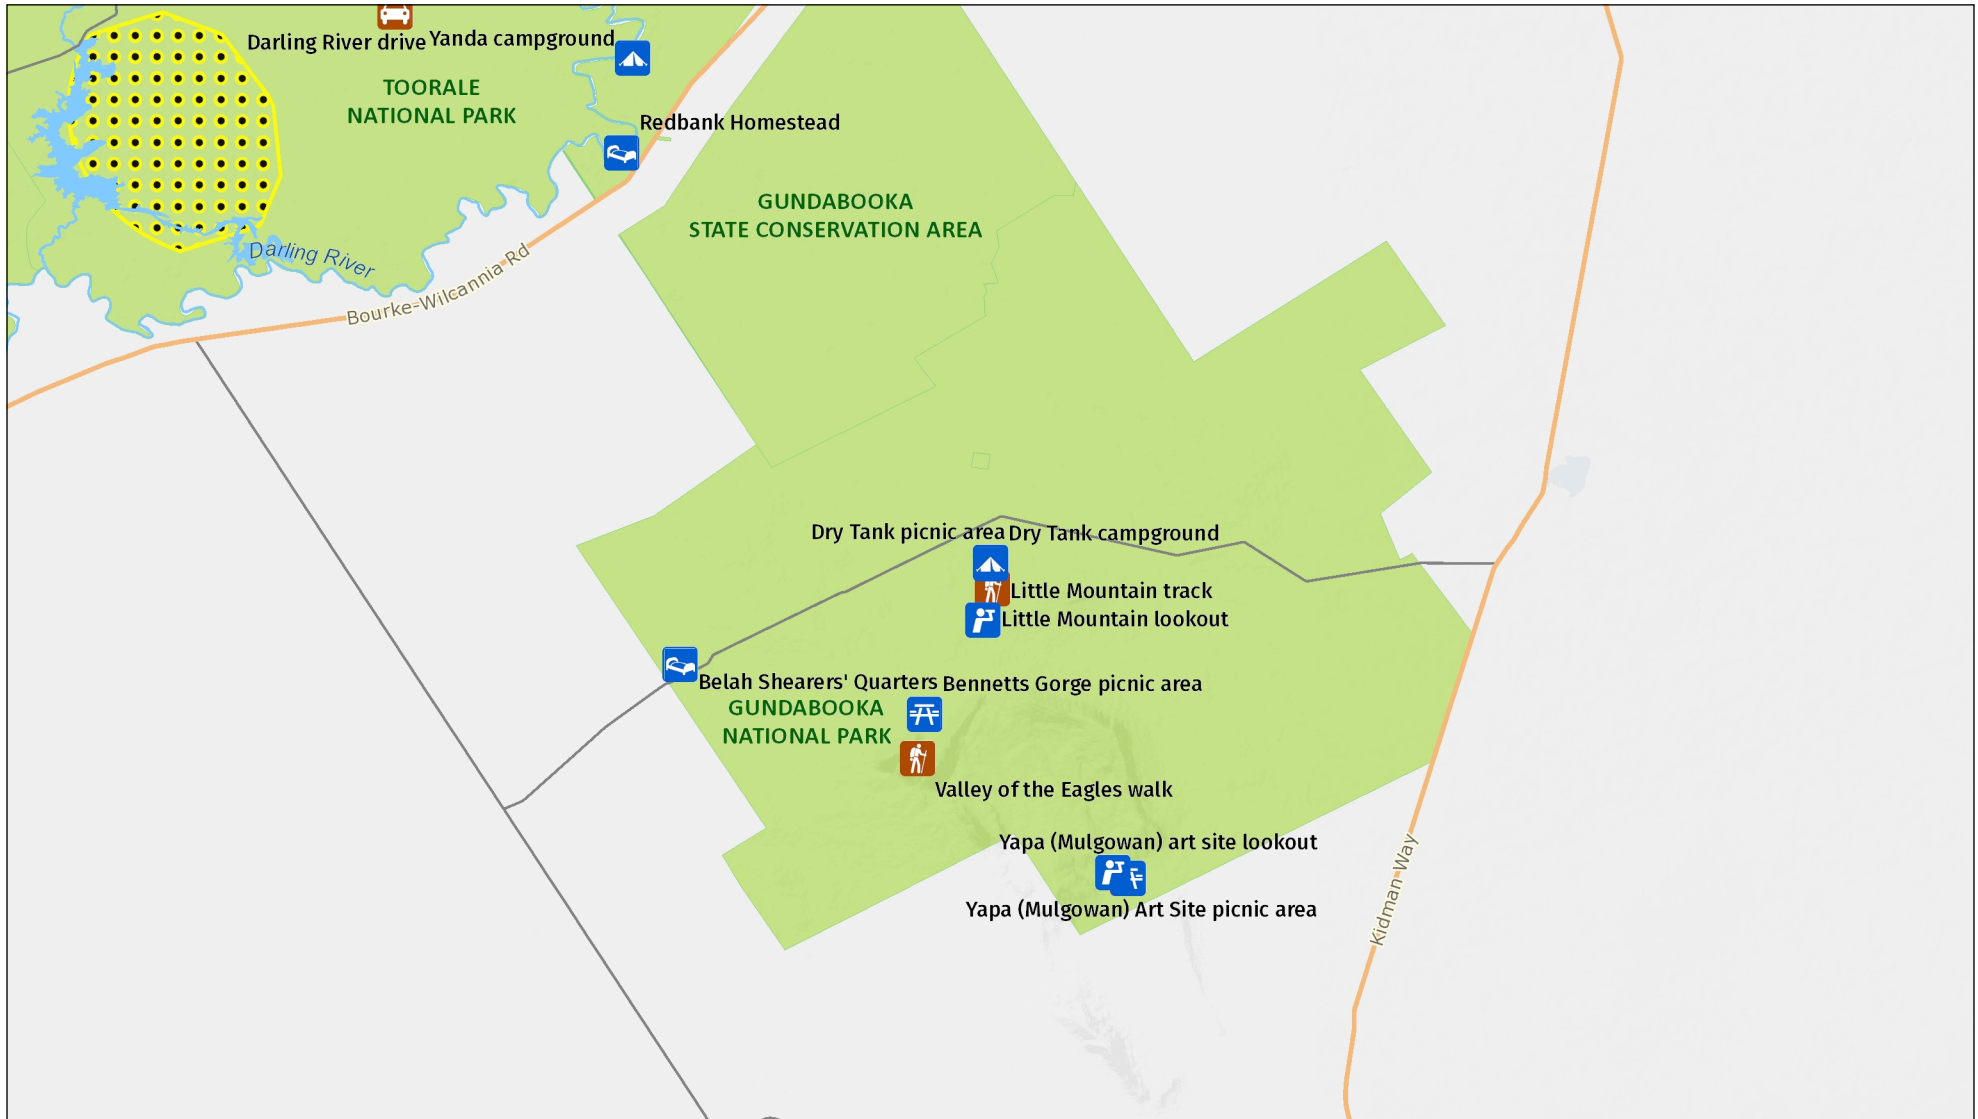 Darling River drive
Yanda campground
TOORALE
NATIONAL PARK
Redbank Homestead
GUNDABOOKA
STATE CONSERVATION AREA
Darling River
Bourke-Wilcannia Rd
Dry Tank picnic area
Dry Tank campground
Little Mountain track
Little Mountain lookout
Belah Shearers' Quarters
Bennetts Gorge picnic area
GUNDABOOKA
NATIONAL PARK
Valley of the Eagles walk
Yapa (Mulgowan) art site lookout
Yapa (Mulgowan) Art Site picnic area
Kidman Way